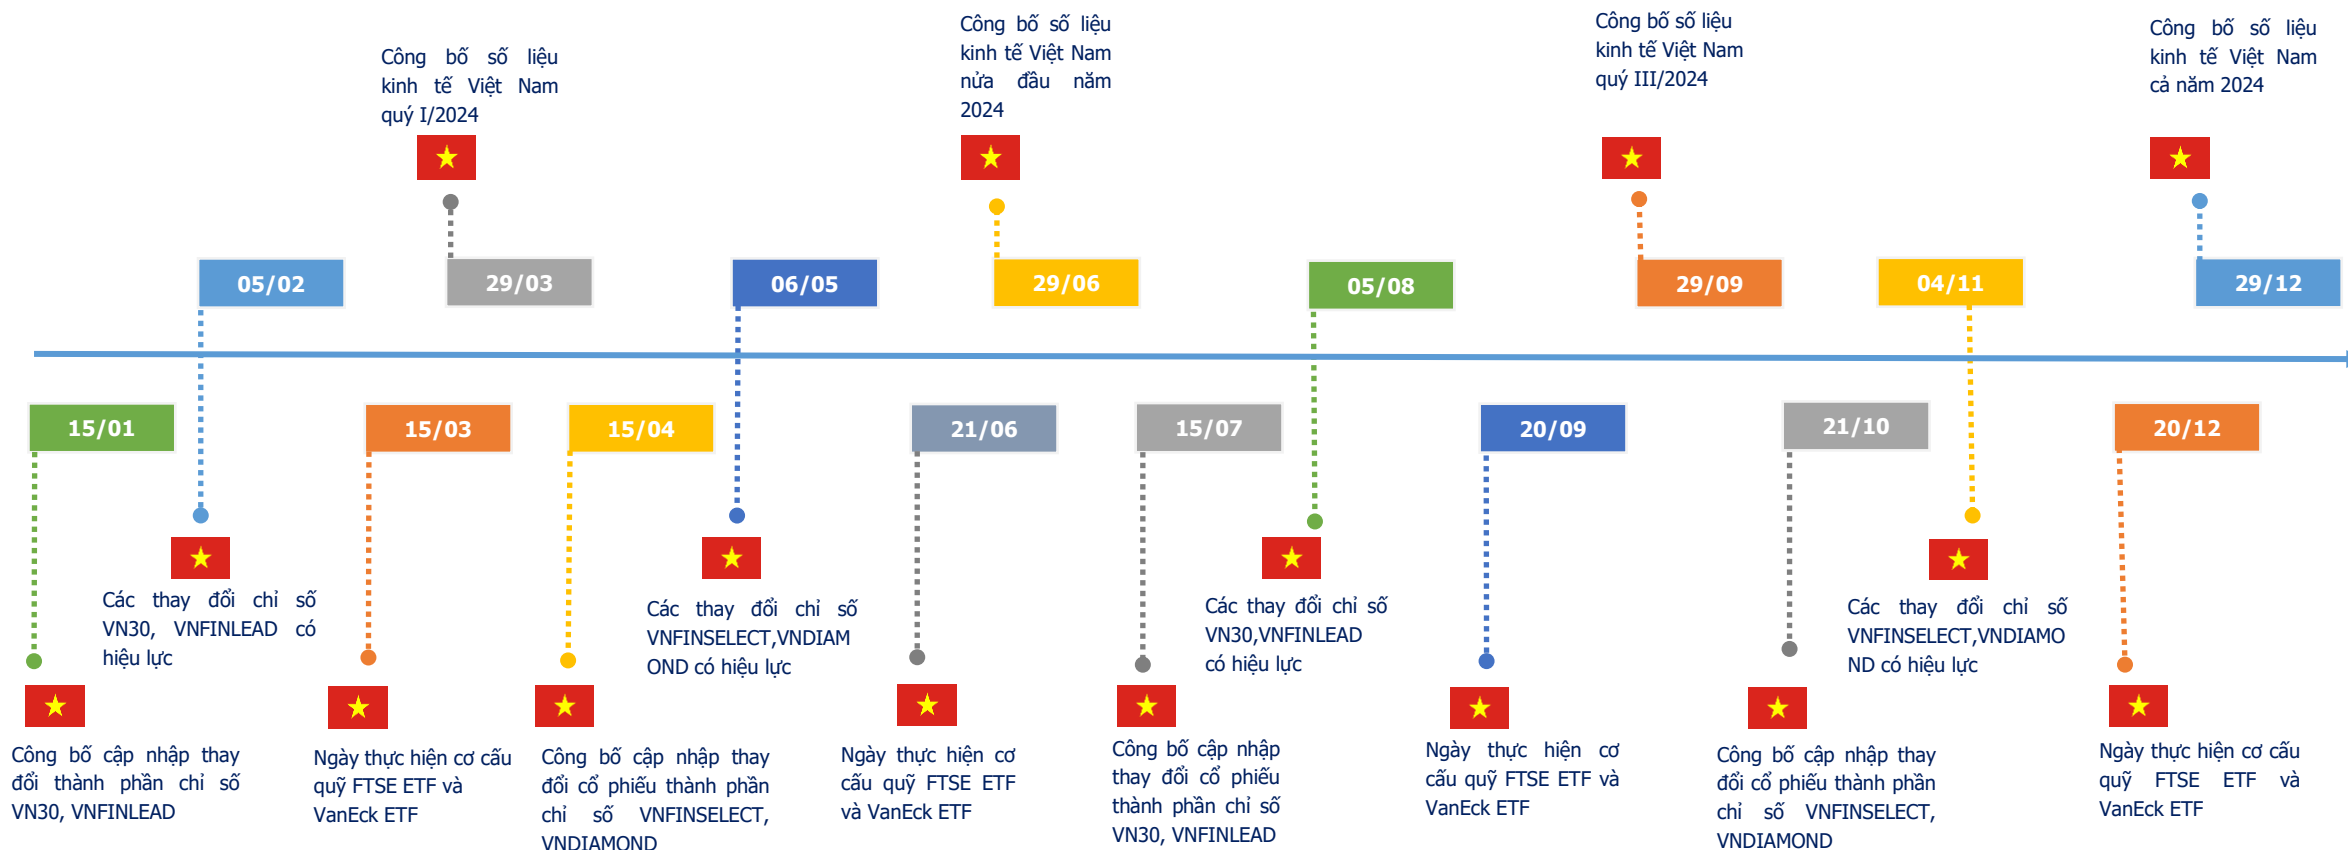 Công bố số liệu
kinh tế Việt Nam
quý I/2024
Công bố số liệu
kinh tế Việt Nam
nửa đầu năm
2024
Công bố số liệu
kinh tế Việt Nam
quý III/2024
Công bố số liệu
kinh tế Việt Nam
cả năm 2024
05/02
29/03
06/05
29/06
05/08
29/09
04/11
29/12
15/01
15/03
15/04
21/06
15/07
20/09
21/10
20/12
Các thay đổi chỉ số
VN30, VNFINLEAD có
hiệu lực
Các thay đổi chỉ số
VNFINSELECT,VNDIAM
OND có hiệu lực
Các thay đổi chỉ số
VN30,VNFINLEAD
có hiệu lực
Các thay đổi chỉ số
VNFINSELECT,VNDIAMO
ND có hiệu lực
Công bố cập nhập thay
đổi thành phần chỉ số
VN30, VNFINLEAD
Ngày thực hiện cơ cấu
quỹ FTSE ETF và
VanEck ETF
Công bố cập nhập thay
đổi cổ phiếu thành phần
chỉ số VNFINSELECT,
VNDIAMOND
Ngày thực hiện cơ
cấu quỹ FTSE ETF
và VanEck ETF
Công bố cập nhập
thay đổi cổ phiếu
thành phần chỉ số
VN30, VNFINLEAD
Ngày thực hiện cơ
cấu quỹ FTSE ETF và
VanEck ETF
Công bố cập nhập thay
đổi cổ phiếu thành phần
chỉ số VNFINSELECT,
VNDIAMOND
Ngày thực hiện cơ cấu
quỹ FTSE ETF và
VanEck ETF